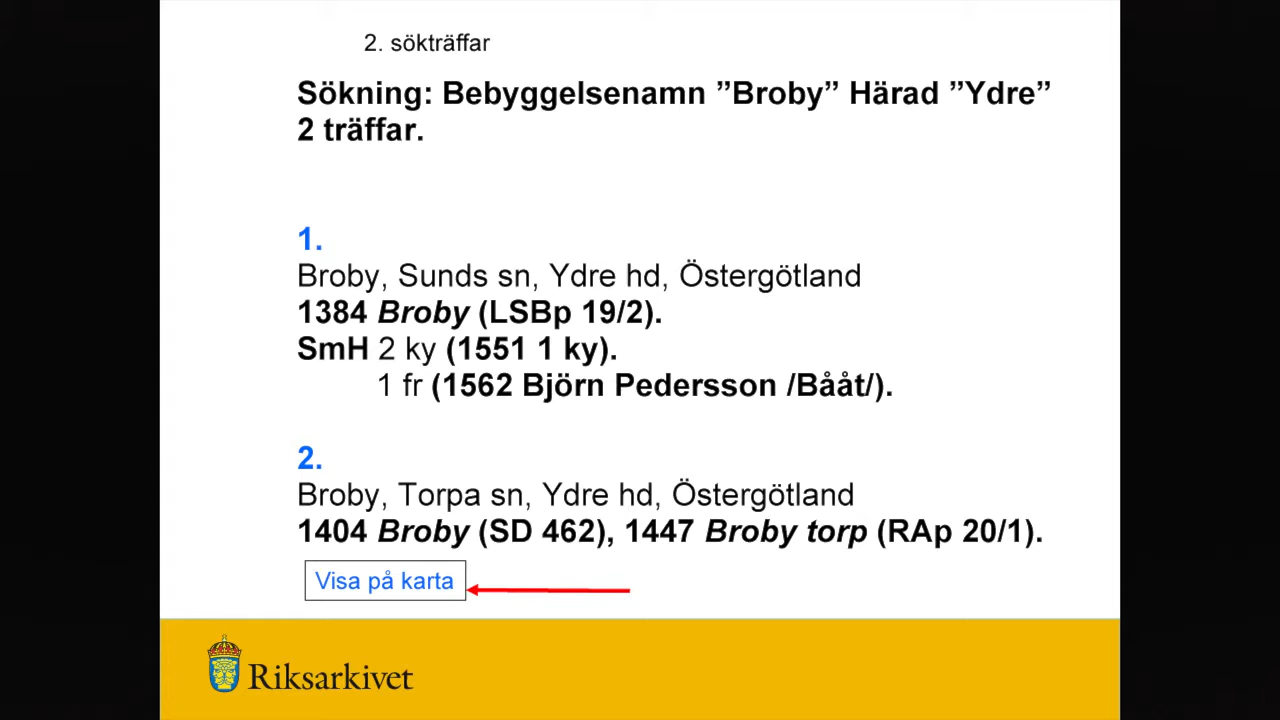 2. sökträffar
Sökning: Bebyggelsenamn ”Broby” Härad ”Ydre”
2 träffar.
1.
Broby, Sunds sn, Ydre hd, Östergötland
1384 Broby (LSBp 19/2).
SmH 2 ky (1551 1 ky).
1 fr (1562 Björn Pedersson /Bååt/).
2.
Broby, Torpa sn, Ydre hd, Östergötland
1404 Broby (SD 462), 1447 Broby torp (RAp 20/1).
Visa på karta
Riksarkivet